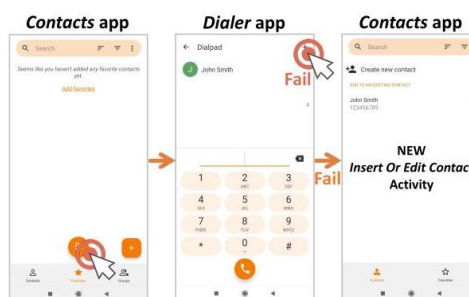 Contacts app
Search
Seems like you haven't added any favorite contacts
yet.
Add favorites
Contacts
Favorites
Groups
Dialer app
Dialpad
J
John Smith
Fail
1
2
ABC
3
DEF
4
GHI
5
JKL
6
MNO
7
PQRS
8
TUV
9
WXYZ
*
0
+
#
Fail
Contacts app
Search
Create new contact
ADD TO AN EXISTING CONTACT
John Smith
123456789
NEW
Insert Or Edit Contac
Activity
Contacts
Favorites